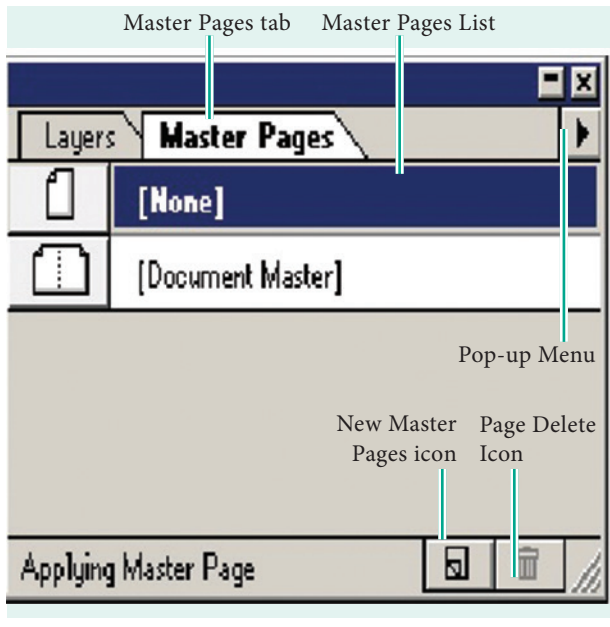 Master Pages tab Master Pages List
Layers Master Pages
[None]
[Document Master]
Pop-up Menu
New Master Pages icon
Page Delete Icon
Applying Master Page